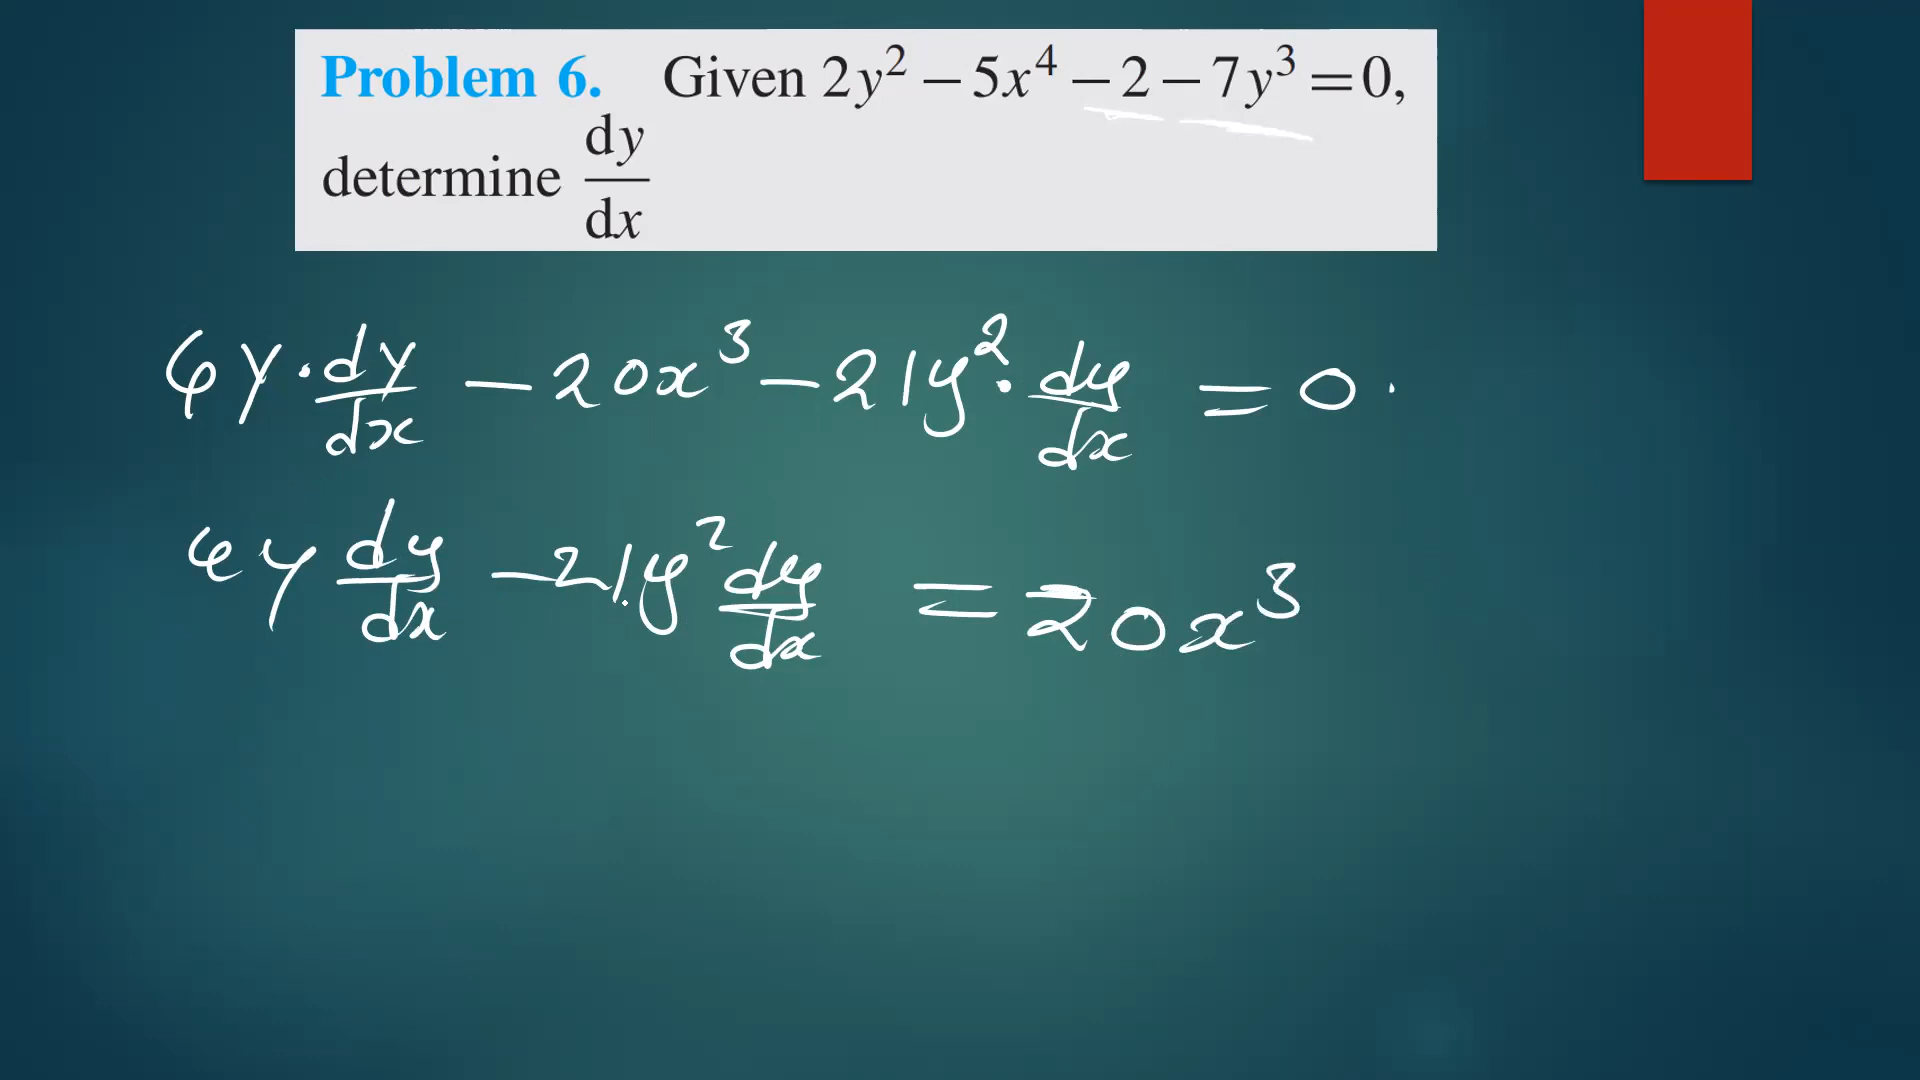 Problem 6. Given 2y² − 5x⁴ − 2 − 7y³ = 0,
determine dy/dx
4y · dy/dx − 20x³ − 21y² · dy/dx = 0 .
4y dy/dx − 21y² dy/dx = 20x³